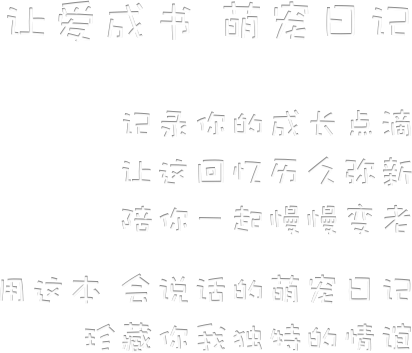 让爱成书 萌宠日记
记录你的成长点滴
让这回忆历久弥新
陪你一起慢慢变老
用这本 会说话的萌宠日记
珍藏你我独特的情谊